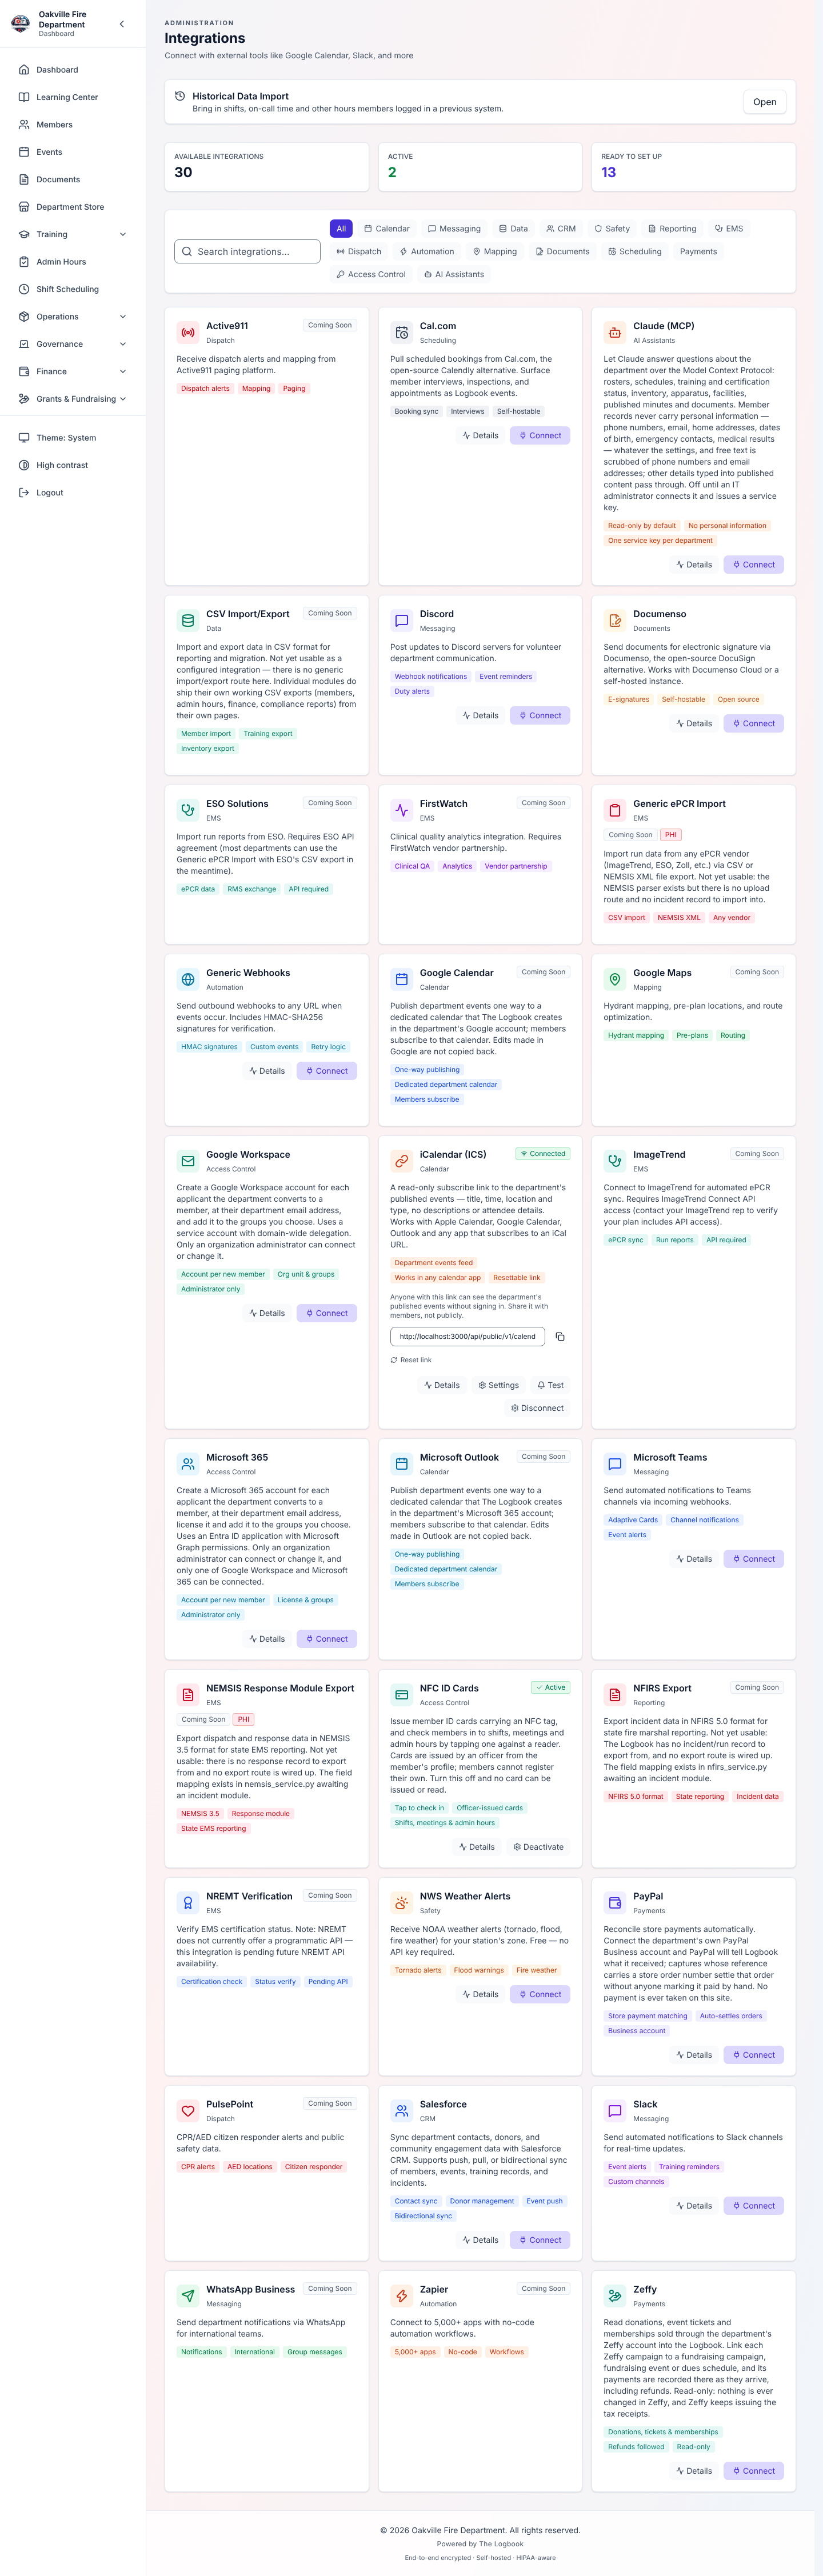 Oakville Fire
Department
Dashboard
Dashboard
Learning Center
Members
Events
Documents
Department Store
Training
Admin Hours
Shift Scheduling
Operations
Governance
Finance
Grants & Fundraising
Theme: System
High contrast
Logout
ADMINISTRATION
Integrations
Connect with external tools like Google Calendar, Slack, and more
Historical Data Import
Bring in shifts, on-call time and other hours members logged in a previous system.
Open
AVAILABLE INTEGRATIONS
30
ACTIVE
2
READY TO SET UP
13
Search integrations...
All Calendar Messaging Data CRM Safety Reporting EMS
Dispatch Automation Mapping Documents Scheduling Payments
Access Control AI Assistants
Active911 Coming Soon
Dispatch
Receive dispatch alerts and mapping from
Active911 paging platform.
Dispatch alerts Mapping Paging
Cal.com
Scheduling
Pull scheduled bookings from Cal.com, the
open-source Calendly alternative. Surface
member interviews, inspections, and
appointments as Logbook events.
Booking sync Interviews Self-hostable
Details Connect
Claude (MCP)
AI Assistants
Let Claude answer questions about the
department over the Model Context Protocol:
rosters, schedules, training and certification
status, inventory, apparatus, facilities,
published minutes and documents. Member
records never carry personal information —
phone numbers, email, home addresses, dates
of birth, emergency contacts, medical results
— whatever the settings, and free text is
scrubbed of phone numbers and email
addresses; other details typed into published
content pass through. Off until an IT
administrator connects it and issues a service
key.
Read-only by default No personal information
One service key per department
Details Connect
CSV Import/Export Coming Soon
Data
Import and export data in CSV format for
reporting and migration. Not yet usable as a
configured integration — there is no generic
import/export route here. Individual modules do
ship their own working CSV exports (members,
admin hours, finance, compliance reports) from
their own pages.
Member import Training export
Inventory export
Discord
Messaging
Post updates to Discord servers for volunteer
department communication.
Webhook notifications Event reminders
Duty alerts
Details Connect
Documenso
Documents
Send documents for electronic signature via
Documenso, the open-source DocuSign
alternative. Works with Documenso Cloud or a
self-hosted instance.
E-signatures Self-hostable Open source
Details Connect
ESO Solutions Coming Soon
EMS
Import run reports from ESO. Requires ESO API
agreement (most departments can use the
Generic ePCR Import with ESO's CSV export in
the meantime).
ePCR data RMS exchange API required
FirstWatch Coming Soon
EMS
Clinical quality analytics integration. Requires
FirstWatch vendor partnership.
Clinical QA Analytics Vendor partnership
Generic ePCR Import
EMS
Coming Soon PHI
Import run data from any ePCR vendor
(ImageTrend, ESO, Zoll, etc.) via CSV or
NEMSIS XML file export. Not yet usable: the
NEMSIS parser exists but there is no upload
route and no incident record to import into.
CSV import NEMSIS XML Any vendor
Generic Webhooks
Automation
Send outbound webhooks to any URL when
events occur. Includes HMAC-SHA256
signatures for verification.
HMAC signatures Custom events Retry logic
Details Connect
Google Calendar Coming Soon
Calendar
Publish department events one way to a
dedicated calendar that The Logbook creates
in the department's Google account; members
subscribe to that calendar. Edits made in
Google are not copied back.
One-way publishing
Dedicated department calendar
Members subscribe
Google Maps Coming Soon
Mapping
Hydrant mapping, pre-plan locations, and route
optimization.
Hydrant mapping Pre-plans Routing
Google Workspace
Access Control
Create a Google Workspace account for each
applicant the department converts to a
member, at their department email address,
and add it to the groups you choose. Uses a
service account with domain-wide delegation.
Only an organization administrator can connect
or change it.
Account per new member Org unit & groups
Administrator only
Details Connect
iCalendar (ICS) Connected
Calendar
A read-only subscribe link to the department's
published events — title, time, location and
type, no descriptions or attendee details.
Works with Apple Calendar, Google Calendar,
Outlook and any app that subscribes to an iCal
URL.
Department events feed
Works in any calendar app Resettable link
Anyone with this link can see the department's
published events without signing in. Share it with
members, not publicly.
http://localhost:3000/api/public/v1/calend
Reset link
Details Settings Test
Disconnect
ImageTrend Coming Soon
EMS
Connect to ImageTrend for automated ePCR
sync. Requires ImageTrend Connect API
access (contact your ImageTrend rep to verify
your plan includes API access).
ePCR sync Run reports API required
Microsoft 365
Access Control
Create a Microsoft 365 account for each
applicant the department converts to a
member, at their department email address,
license it and add it to the groups you choose.
Uses an Entra ID application with Microsoft
Graph permissions. Only an organization
administrator can connect or change it, and
only one of Google Workspace and Microsoft
365 can be connected.
Account per new member License & groups
Administrator only
Details Connect
Microsoft Outlook Coming Soon
Calendar
Publish department events one way to a
dedicated calendar that The Logbook creates
in the department's Microsoft 365 account;
members subscribe to that calendar. Edits
made in Outlook are not copied back.
One-way publishing
Dedicated department calendar
Members subscribe
Microsoft Teams
Messaging
Send automated notifications to Teams
channels via incoming webhooks.
Adaptive Cards Channel notifications
Event alerts
Details Connect
NEMSIS Response Module Export
EMS
Coming Soon PHI
Export dispatch and response data in NEMSIS
3.5 format for state EMS reporting. Not yet
usable: there is no response record to export
from and no export route is wired up. The field
mapping exists in nemsis_service.py awaiting
an incident module.
NEMSIS 3.5 Response module
State EMS reporting
NFC ID Cards Active
Access Control
Issue member ID cards carrying an NFC tag,
and check members in to shifts, meetings and
admin hours by tapping one against a reader.
Cards are issued by an officer from the
member's profile; members cannot register
their own. Turn this off and no card can be
issued or read.
Tap to check in Officer-issued cards
Shifts, meetings & admin hours
Details Deactivate
NFIRS Export Coming Soon
Reporting
Export incident data in NFIRS 5.0 format for
state fire marshal reporting. Not yet usable:
The Logbook has no incident/run record to
export from, and no export route is wired up.
The field mapping exists in nfirs_service.py
awaiting an incident module.
NFIRS 5.0 format State reporting Incident data
NREMT Verification Coming Soon
EMS
Verify EMS certification status. Note: NREMT
does not currently offer a programmatic API —
this integration is pending future NREMT API
availability.
Certification check Status verify Pending API
NWS Weather Alerts
Safety
Receive NOAA weather alerts (tornado, flood,
fire weather) for your station's zone. Free — no
API key required.
Tornado alerts Flood warnings Fire weather
Details Connect
PayPal
Payments
Reconcile store payments automatically.
Connect the department's own PayPal
Business account and PayPal will tell Logbook
what it received; captures whose reference
carries a store order number settle that order
without anyone marking it paid by hand. No
payment is ever taken on this site.
Store payment matching Auto-settles orders
Business account
Details Connect
PulsePoint Coming Soon
Dispatch
CPR/AED citizen responder alerts and public
safety data.
CPR alerts AED locations Citizen responder
Salesforce
CRM
Sync department contacts, donors, and
community engagement data with Salesforce
CRM. Supports push, pull, or bidirectional sync
of members, events, training records, and
incidents.
Contact sync Donor management Event push
Bidirectional sync
Details Connect
Slack
Messaging
Send automated notifications to Slack channels
for real-time updates.
Event alerts Training reminders
Custom channels
Details Connect
WhatsApp Business Coming Soon
Messaging
Send department notifications via WhatsApp
for international teams.
Notifications International Group messages
Zapier Coming Soon
Automation
Connect to 5,000+ apps with no-code
automation workflows.
5,000+ apps No-code Workflows
Zeffy
Payments
Read donations, event tickets and
memberships sold through the department's
Zeffy account into the Logbook. Link each
Zeffy campaign to a fundraising campaign,
fundraising event or dues schedule, and its
payments are recorded there as they arrive,
including refunds. Read-only: nothing is ever
changed in Zeffy, and Zeffy keeps issuing the
tax receipts.
Donations, tickets & memberships
Refunds followed Read-only
Details Connect
© 2026 Oakville Fire Department. All rights reserved.
Powered by The Logbook
End-to-end encrypted · Self-hosted · HIPAA-aware